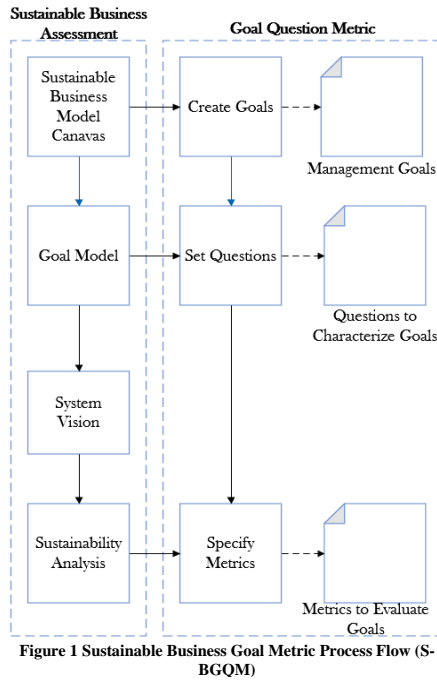 Sustainable Business
Assessment
Goal Question Metric
Sustainable
Business
Model
Canavas
Create Goals
Management Goals
Goal Model
Set Questions
Questions to
Characterize Goals
System
Vision
Sustainability
Analysis
Specify
Metrics
Metrics to Evaluate
Goals
Figure 1 Sustainable Business Goal Metric Process Flow (S-
BGQM)